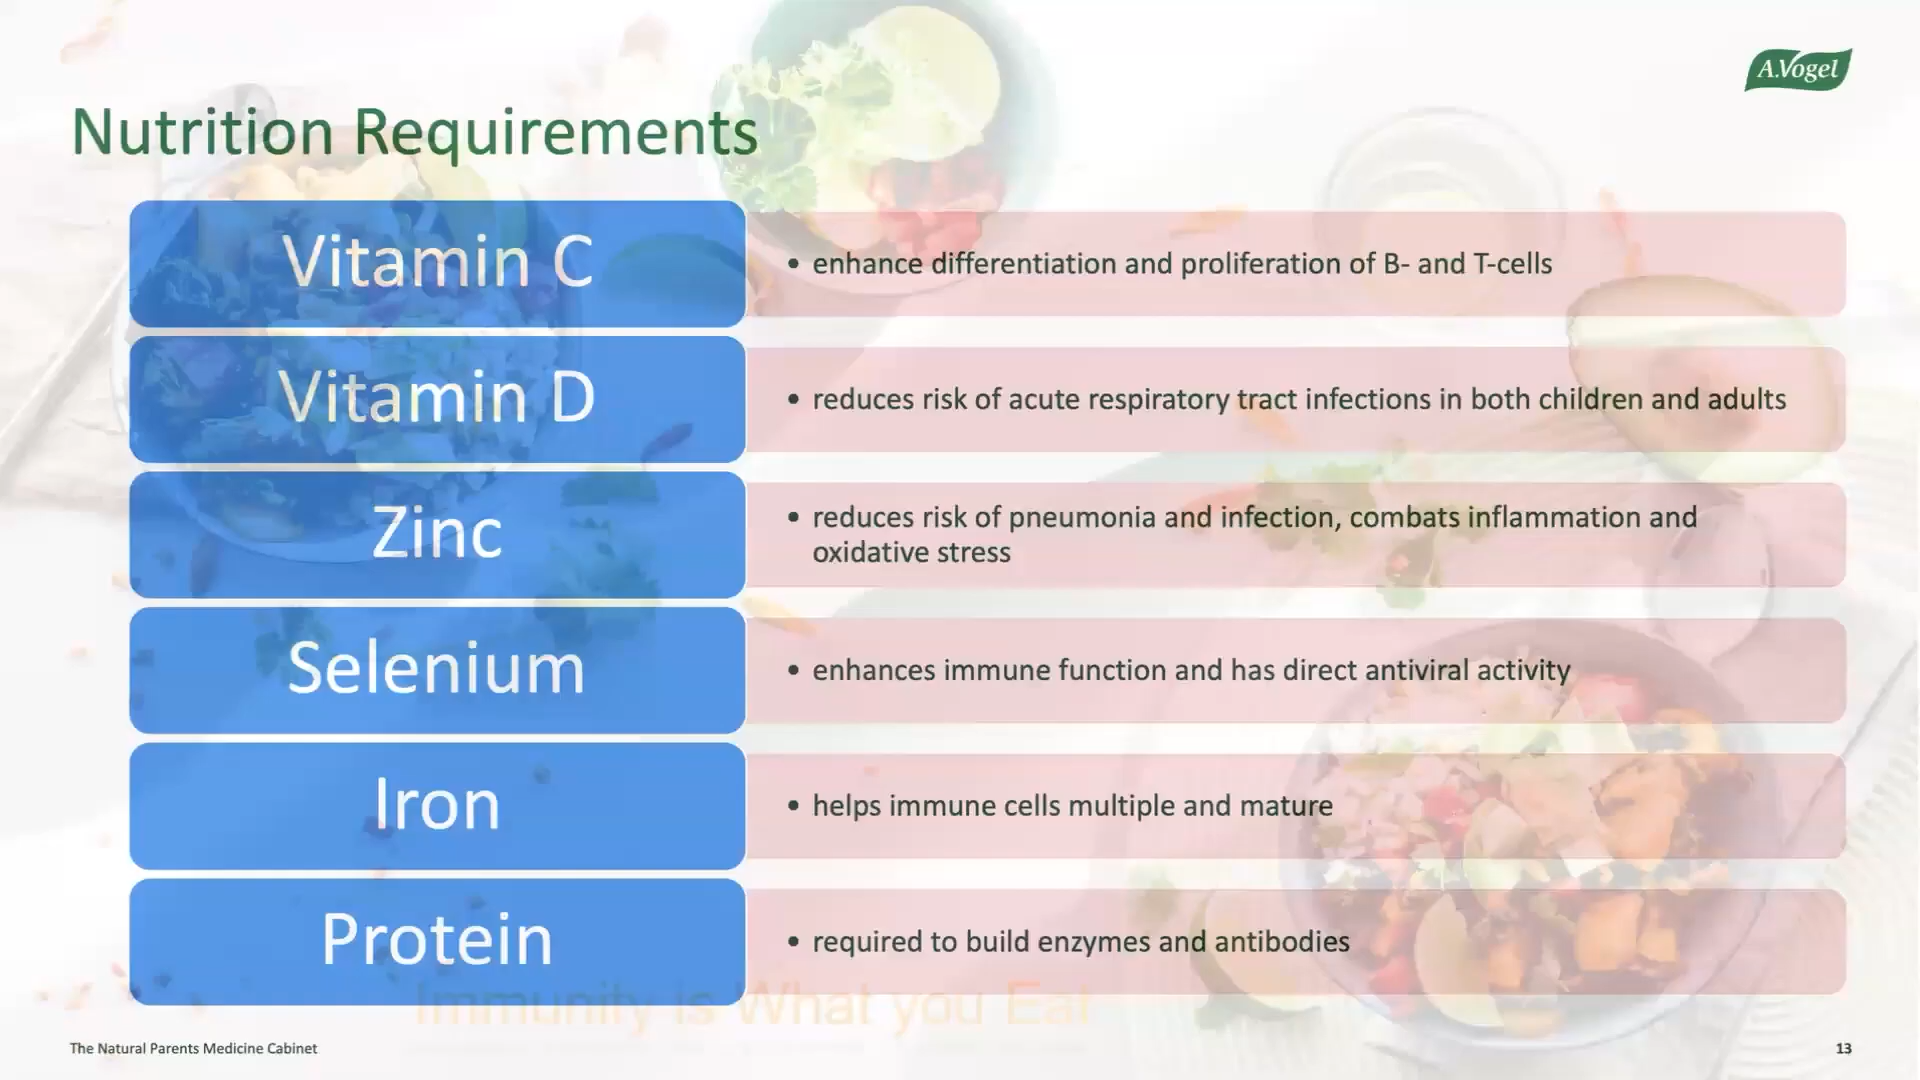 A.Vogel
Nutrition Requirements
Vitamin C
• enhance differentiation and proliferation of B- and T-cells
Vitamin D
• reduces risk of acute respiratory tract infections in both children and adults
Zinc
• reduces risk of pneumonia and infection, combats inflammation and
oxidative stress
Selenium
• enhances immune function and has direct antiviral activity
Iron
• helps immune cells multiple and mature
Protein
• required to build enzymes and antibodies
Immunity is What you Eat
The Natural Parents Medicine Cabinet
13